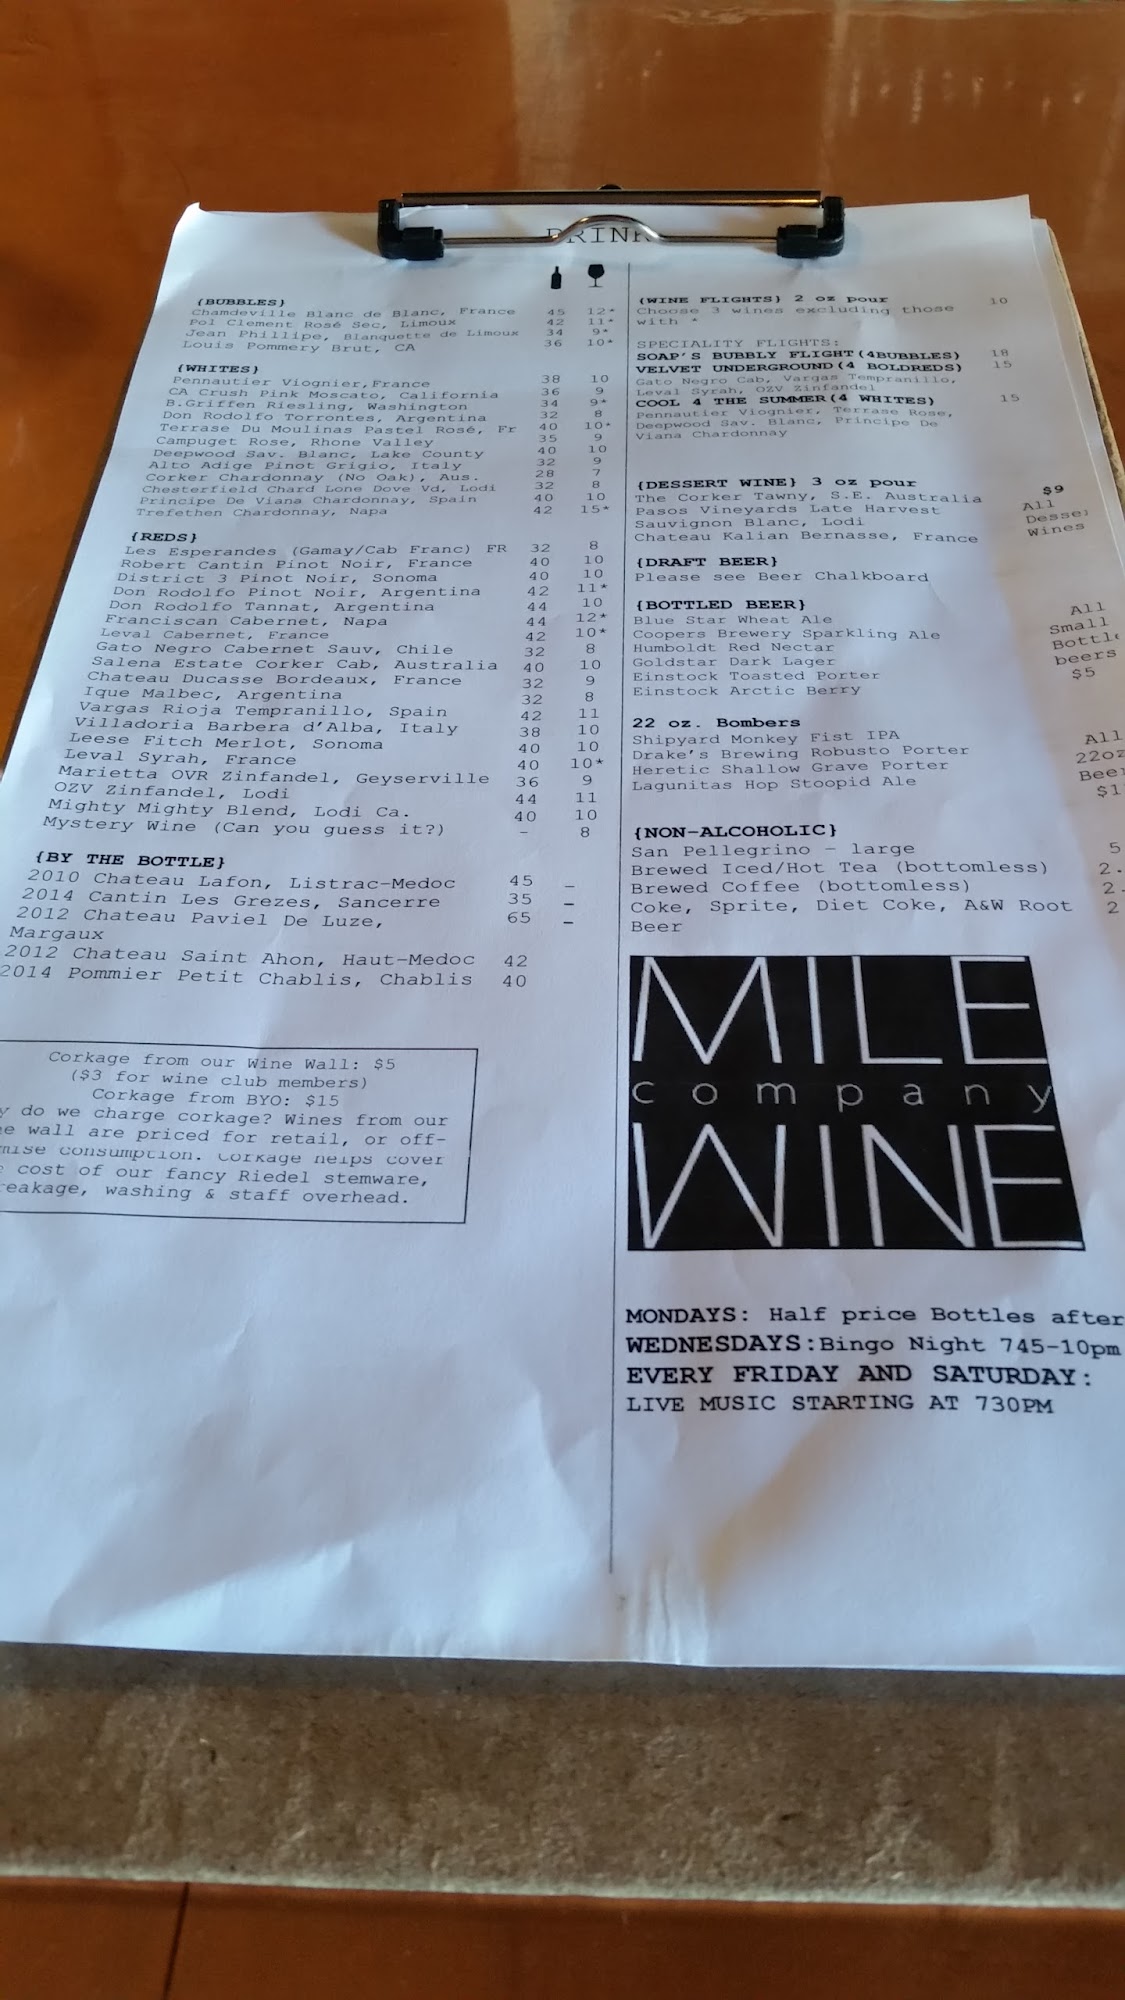 DRINK
{BUBBLES}
Chamdeville Blanc de Blanc, France 45 12*
Pol Clement Rosé Sec, Limoux 42 11*
Jean Phillipe, Blanquette de Limoux 34 9*
Louis Pommery Brut, CA 36 10*
{WHITES}
Pennautier Viognier,France 38 10
CA Crush Pink Moscato, California 36 9
B.Griffen Riesling, Washington 34 9*
Don Rodolfo Torrontes, Argentina 32 8
Terrase Du Moulinas Pastel Rosé, Fr 40 10*
Campuget Rose, Rhone Valley 35 9
Deepwood Sav. Blanc, Lake County 40 10
Alto Adige Pinot Grigio, Italy 32 9
Corker Chardonnay (No Oak), Aus. 28 7
Chesterfield Chard Lone Dove Vd, Lodi 32 8
Principe De Viana Chardonnay, Spain 40 10
Trefethen Chardonnay, Napa 42 15*
{REDS}
Les Esperandes (Gamay/Cab Franc) FR 32 8
Robert Cantin Pinot Noir, France 40 10
District 3 Pinot Noir, Sonoma 40 10
Don Rodolfo Pinot Noir, Argentina 42 11*
Don Rodolfo Tannat, Argentina 44 10
Franciscan Cabernet, Napa 44 12*
Leval Cabernet, France 42 10*
Gato Negro Cabernet Sauv, Chile 32 8
Salena Estate Corker Cab, Australia 40 10
Chateau Ducasse Bordeaux, France 32 9
Ique Malbec, Argentina 32 8
Vargas Rioja Tempranillo, Spain 42 11
Villadoria Barbera d'Alba, Italy 38 10
Leese Fitch Merlot, Sonoma 40 10
Leval Syrah, France 40 10*
Marietta OVR Zinfandel, Geyserville 36 9
OZV Zinfandel, Lodi 44 11
Mighty Mighty Blend, Lodi Ca. 40 10
Mystery Wine (Can you guess it?) - 8
{BY THE BOTTLE}
2010 Chateau Lafon, Listrac-Medoc 45 -
2014 Cantin Les Grezes, Sancerre 35 -
2012 Chateau Paviel De Luze, 65 -
Margaux
2012 Chateau Saint Ahon, Haut-Medoc 42
2014 Pommier Petit Chablis, Chablis 40
Corkage from our Wine Wall: $5
($3 for wine club members)
Corkage from BYO: $15
y do we charge corkage? Wines from our
e wall are priced for retail, or off-
mise consumption. Corkage helps cover
cost of our fancy Riedel stemware,
reakage, washing & staff overhead.
{WINE FLIGHTS} 2 oz pour 10
Choose 3 wines excluding those
with *
SPECIALITY FLIGHTS:
SOAP'S BUBBLY FLIGHT(4BUBBLES) 18
VELVET UNDERGROUND(4 BOLDREDS) 15
Gato Negro Cab, Vargas Tempranillo,
Leval Syrah, OZV Zinfandel
COOL 4 THE SUMMER(4 WHITES) 15
Pennautier Viognier, Terrase Rose,
Deepwood Sav. Blanc, Principe De
Viana Chardonnay
{DESSERT WINE} 3 oz pour $9
The Corker Tawny, S.E. Australia All
Pasos Vineyards Late Harvest Desser
Sauvignon Blanc, Lodi Wines
Chateau Kalian Bernasse, France
{DRAFT BEER}
Please see Beer Chalkboard
{BOTTLED BEER} All
Blue Star Wheat Ale Small
Coopers Brewery Sparkling Ale Bottle
Humboldt Red Nectar beers
Goldstar Dark Lager $5
Einstock Toasted Porter
Einstock Arctic Berry
22 oz. Bombers
Shipyard Monkey Fist IPA All
Drake's Brewing Robusto Porter 22oz
Heretic Shallow Grave Porter Bee
Lagunitas Hop Stoopid Ale $1
{NON-ALCOHOLIC}
San Pellegrino - large 5
Brewed Iced/Hot Tea (bottomless) 2.
Brewed Coffee (bottomless) 2.
Coke, Sprite, Diet Coke, A&W Root 2
Beer
MILE
company
WINE
MONDAYS: Half price Bottles after
WEDNESDAYS:Bingo Night 745-10pm
EVERY FRIDAY AND SATURDAY:
LIVE MUSIC STARTING AT 730PM